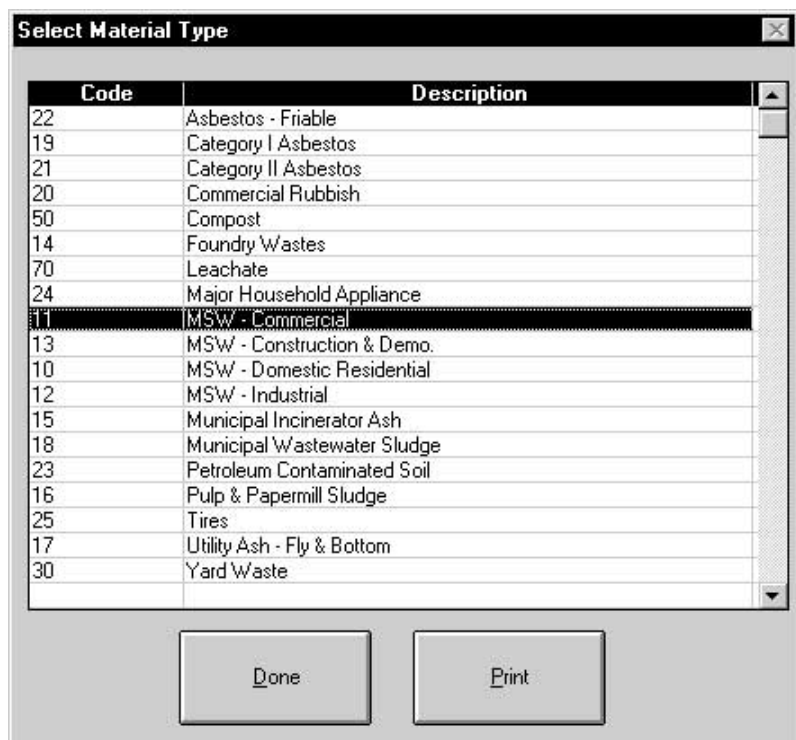 Select Material Type
Code Description
22 Asbestos - Friable
19 Category I Asbestos
21 Category II Asbestos
20 Commercial Rubbish
50 Compost
14 Foundry Wastes
70 Leachate
24 Major Household Appliance
11 MSW - Commercial
13 MSW - Construction & Demo.
10 MSW - Domestic Residential
12 MSW - Industrial
15 Municipal Incinerator Ash
18 Municipal Wastewater Sludge
23 Petroleum Contaminated Soil
16 Pulp & Papermill Sludge
25 Tires
17 Utility Ash - Fly & Bottom
30 Yard Waste
Done Print